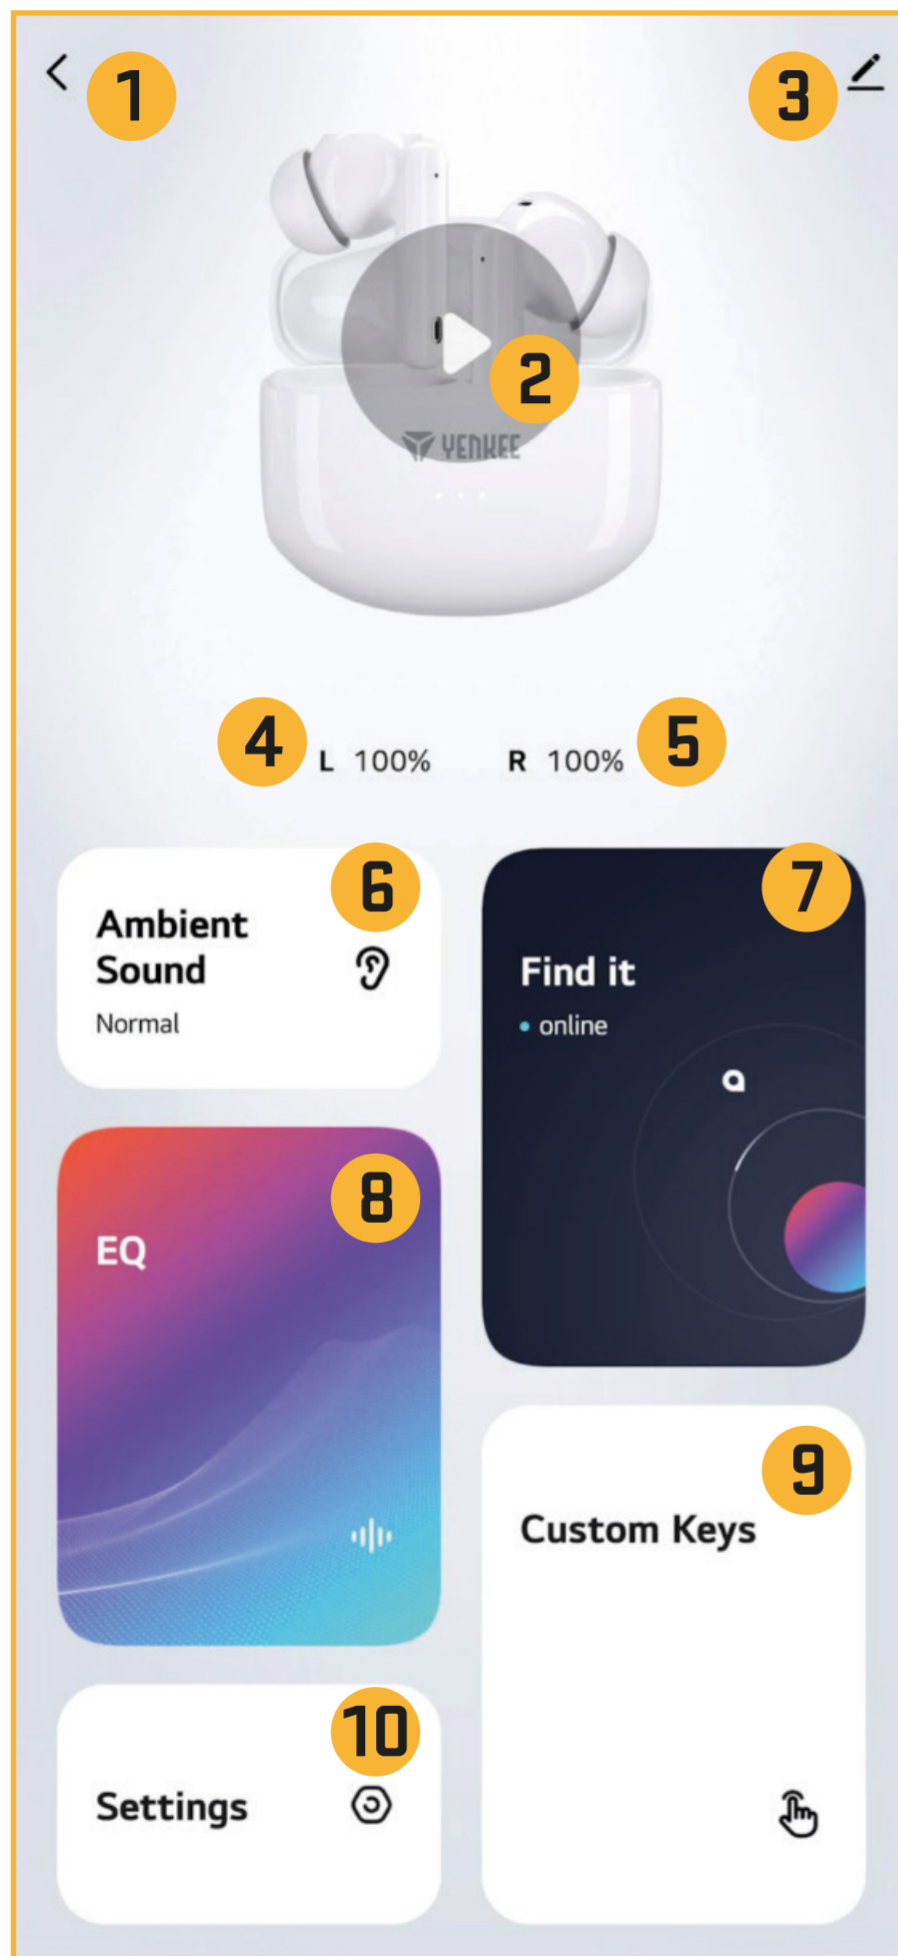 1
3
2
YENKEE
4
L 100%
R 100%
5
6
Ambient
Sound
Normal
7
Find it
online
8
EQ
9
Custom Keys
10
Settings